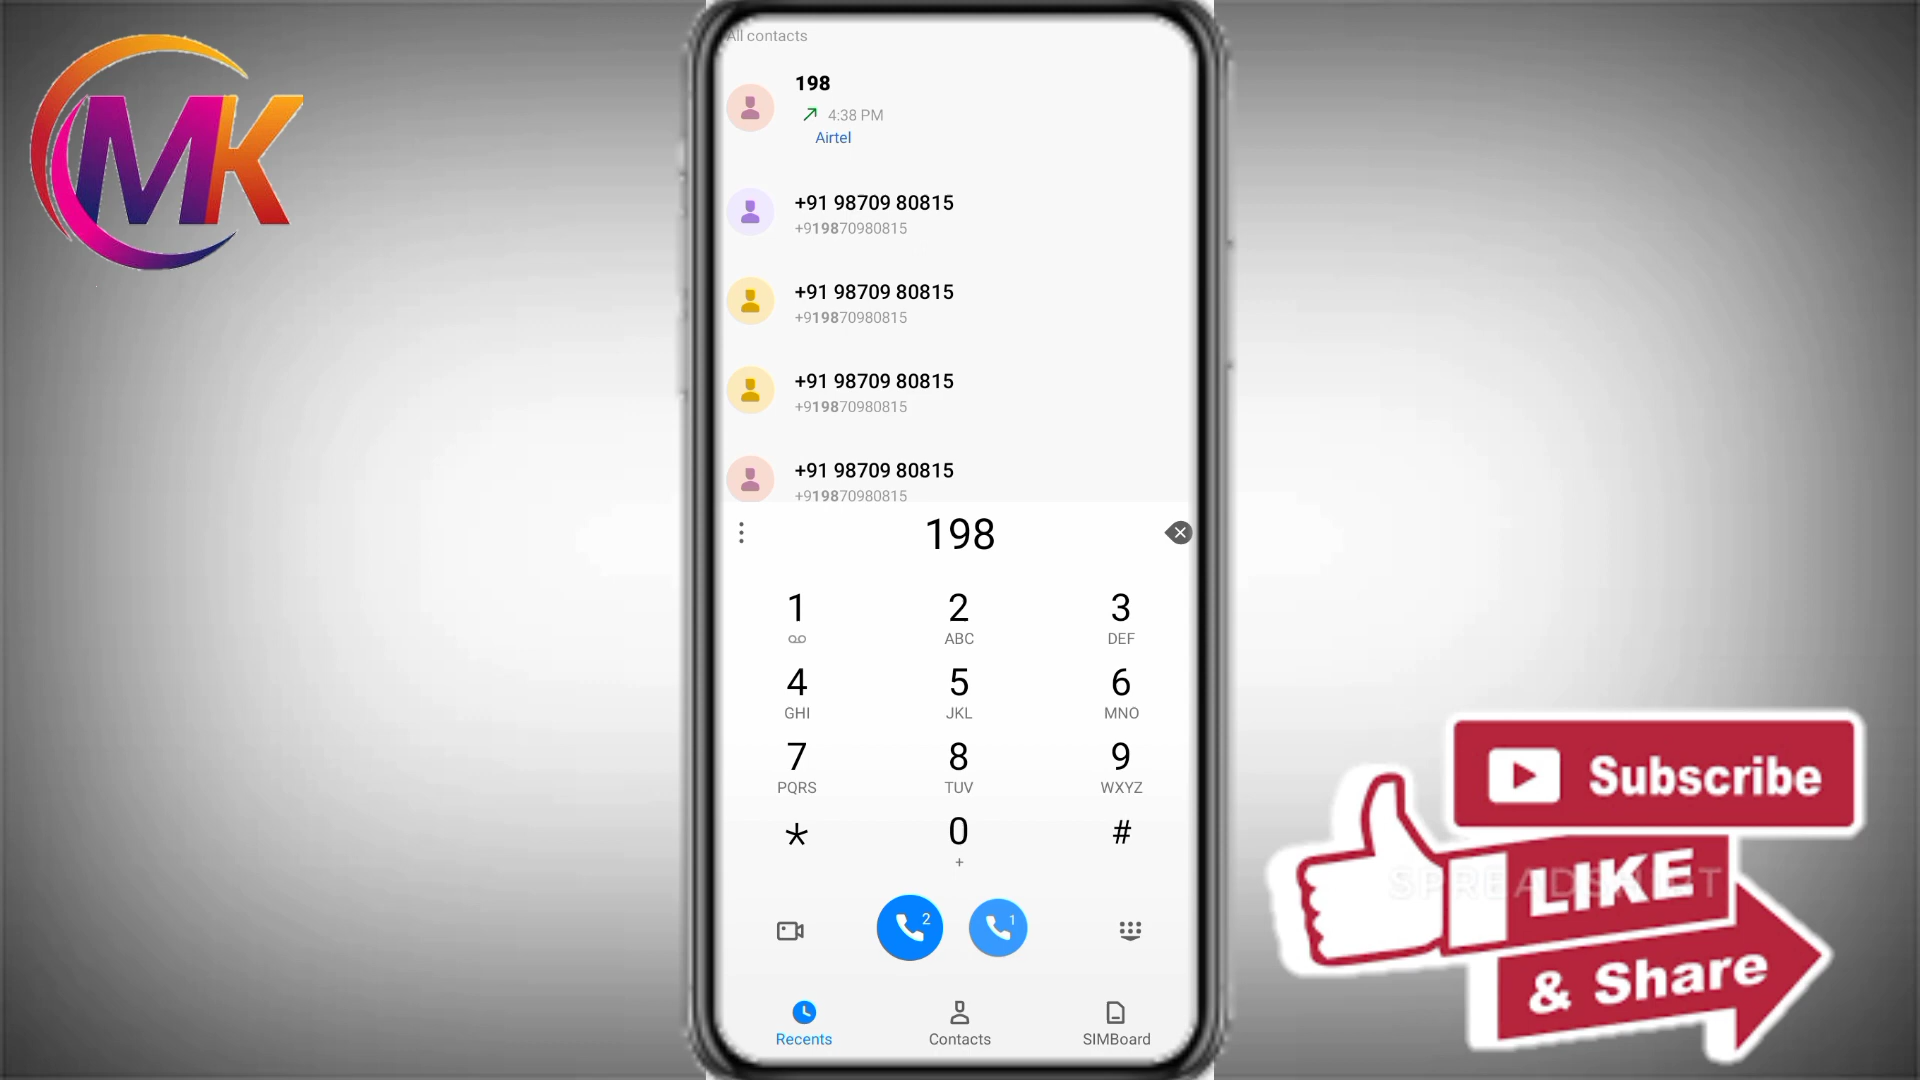 MK
All contacts
198
4:38 PM
Airtel
+91 98709 80815
+919870980815
+91 98709 80815
+919870980815
+91 98709 80815
+919870980815
+91 98709 80815
+919870980815
198
1 2 3
ABC DEF
4 5 6
GHI JKL MNO
7 8 9
PQRS TUV WXYZ
* 0 #
+
2 1
Recents Contacts SIMBoard
Subscribe
LIKE
& Share